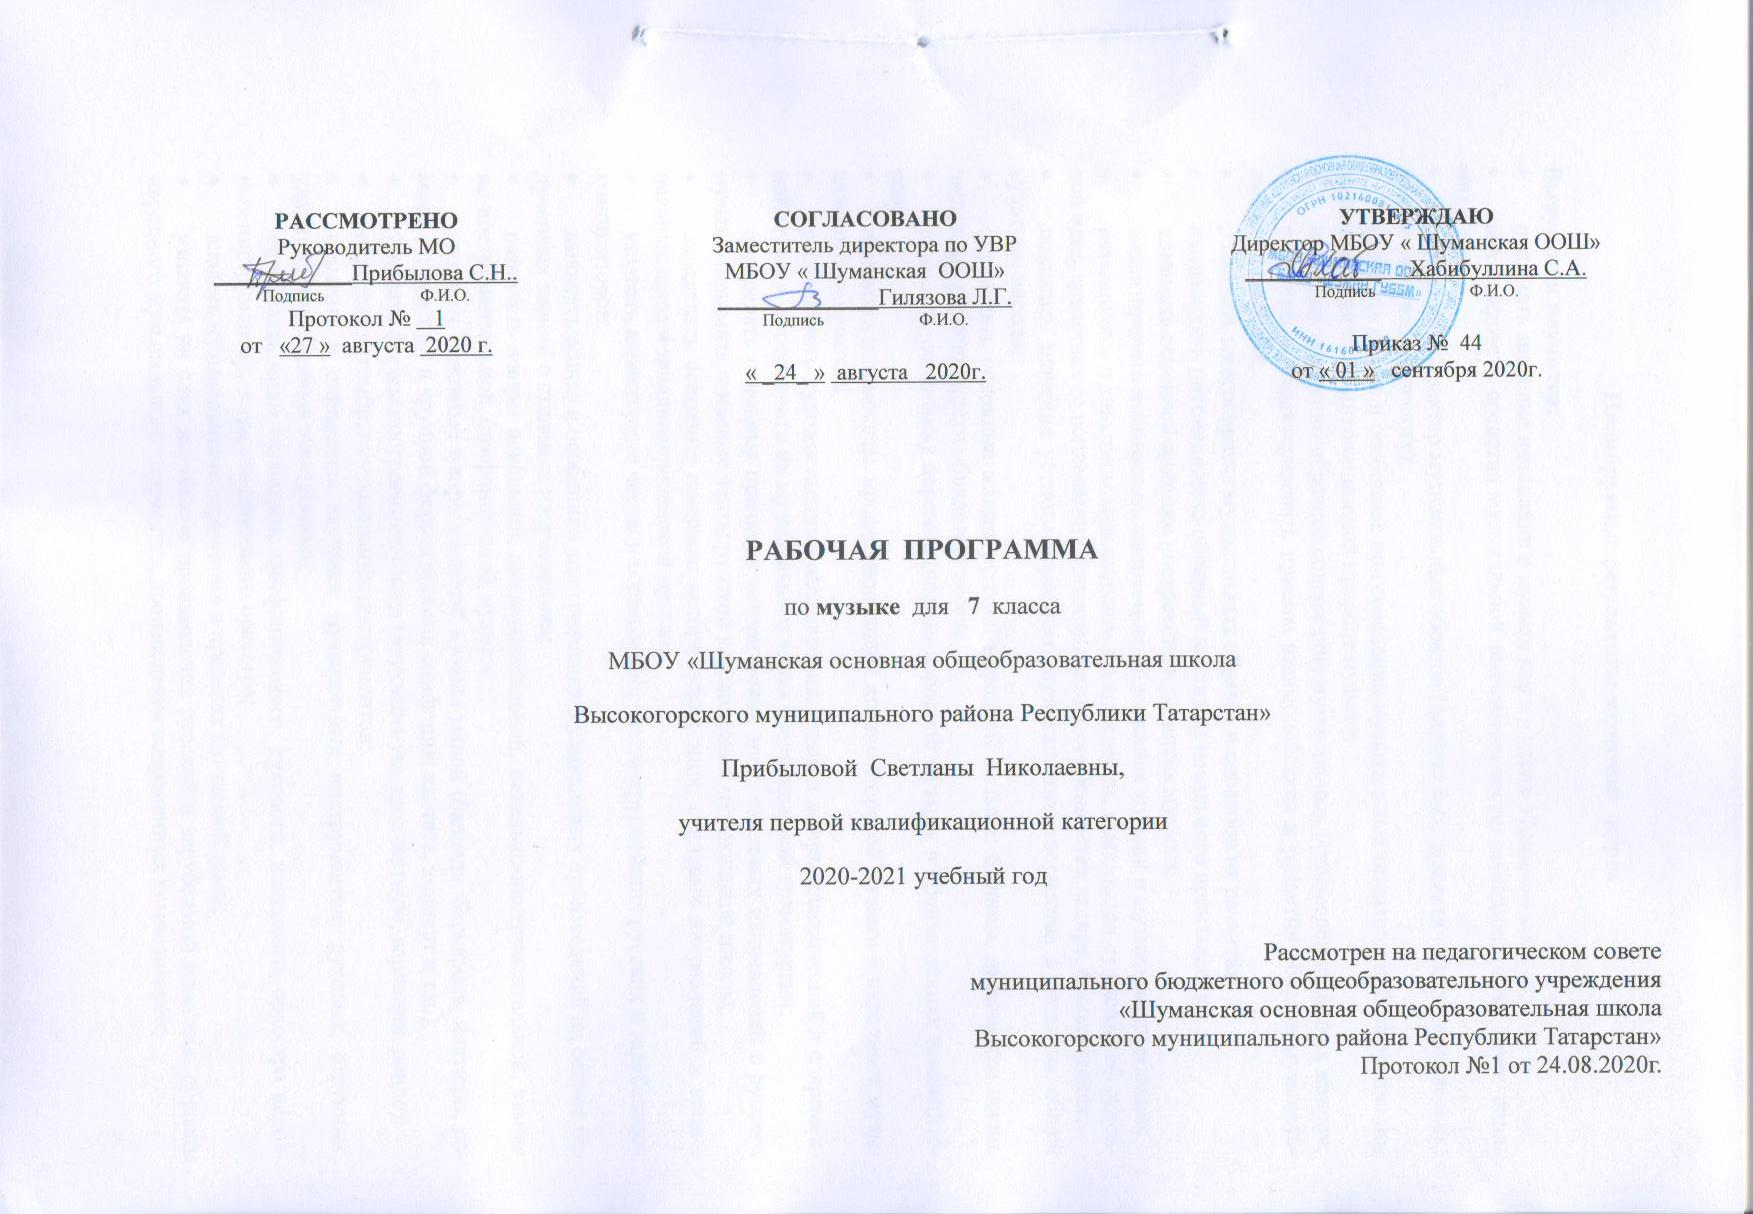 РАССМОТРЕНО
Руководитель МО
Прибылова С.Н..
Подпись Ф.И.О.
Протокол № 1
от «27 » августа 2020 г.
СОГЛАСОВАНО
Заместитель директора по УВР
МБОУ « Шуманская ООШ»
Гилязова Л.Г.
Подпись Ф.И.О.
« _24_ » августа 2020г.
УТВЕРЖДАЮ
Директор МБОУ « Шуманская ООШ»
Хабибуллина С.А.
Подпись Ф.И.О.
Приказ № 44
от « 01 » сентября 2020г.
РАБОЧАЯ ПРОГРАММА
по музыке для 7 класса
МБОУ «Шуманская основная общеобразовательная школа
Высокогорского муниципального района Республики Татарстан»
Прибыловой Светланы Николаевны,
учителя первой квалификационной категории
2020-2021 учебный год
Рассмотрен на педагогическом совете
муниципального бюджетного общеобразовательного учреждения
«Шуманская основная общеобразовательная школа
Высокогорского муниципального района Республики Татарстан»
Протокол №1 от 24.08.2020г.